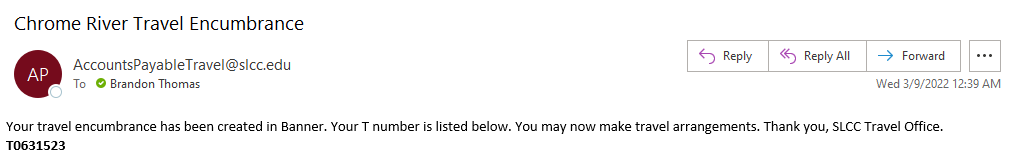 Chrome River Travel Encumbrance
AP
AccountsPayableTravel@slcc.edu
To Brandon Thomas
Reply
Reply All
Forward
Wed 3/9/2022 12:39 AM
Your travel encumbrance has been created in Banner. Your T number is listed below. You may now make travel arrangements. Thank you, SLCC Travel Office.
T0631523